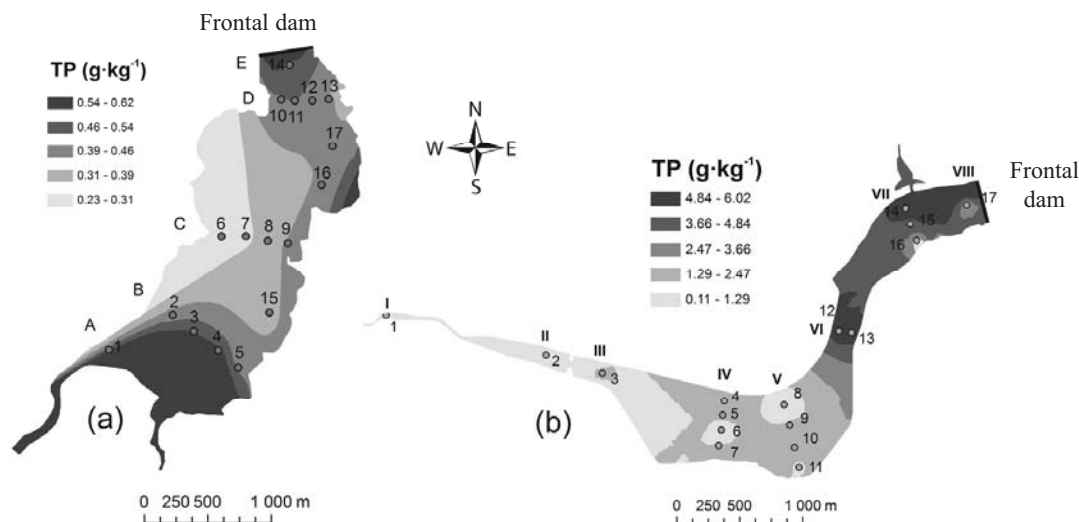 Frontal dam
(a)
TP (g·kg⁻¹)
0.54 - 0.62
0.46 - 0.54
0.39 - 0.46
0.31 - 0.39
0.23 - 0.31
E
14
D
10 11 12 13
17
16
C
6 7 8 9
B
2
3
15
A
1
4
5
0 250 500 1 000 m
N
W E
S
(b)
TP (g·kg⁻¹)
4.84 - 6.02
3.66 - 4.84
2.47 - 3.66
1.29 - 2.47
0.11 - 1.29
Frontal dam
VII VIII
14
15
16
17
12
VI 13
I
1
II
2
III
3
IV
4
5
6
7
V
8
9
10
11
0 250 500 1 000 m